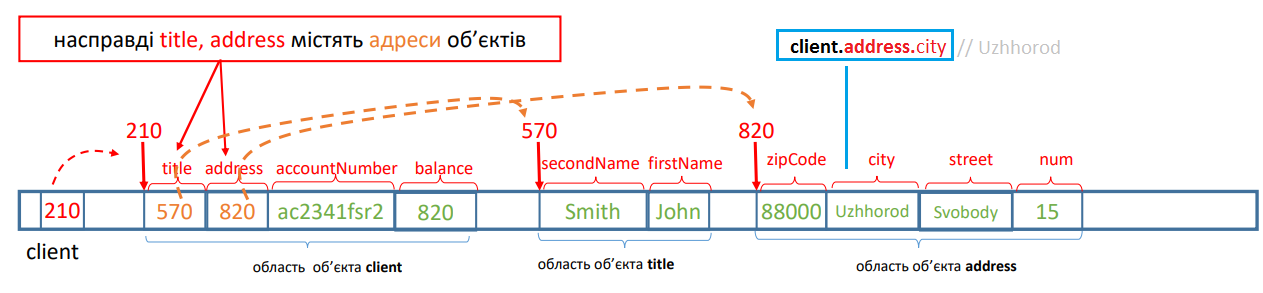 насправді title, address містять адреси об’єктів
client.address.city // Uzhhorod
210 570 820
title address accountNumber balance secondName firstName zipCode city street num
210 570 820 ac2341fsr2 820 Smith John 88000 Uzhhorod Svobody 15
client
область об’єкта client область об’єкта title область об’єкта address